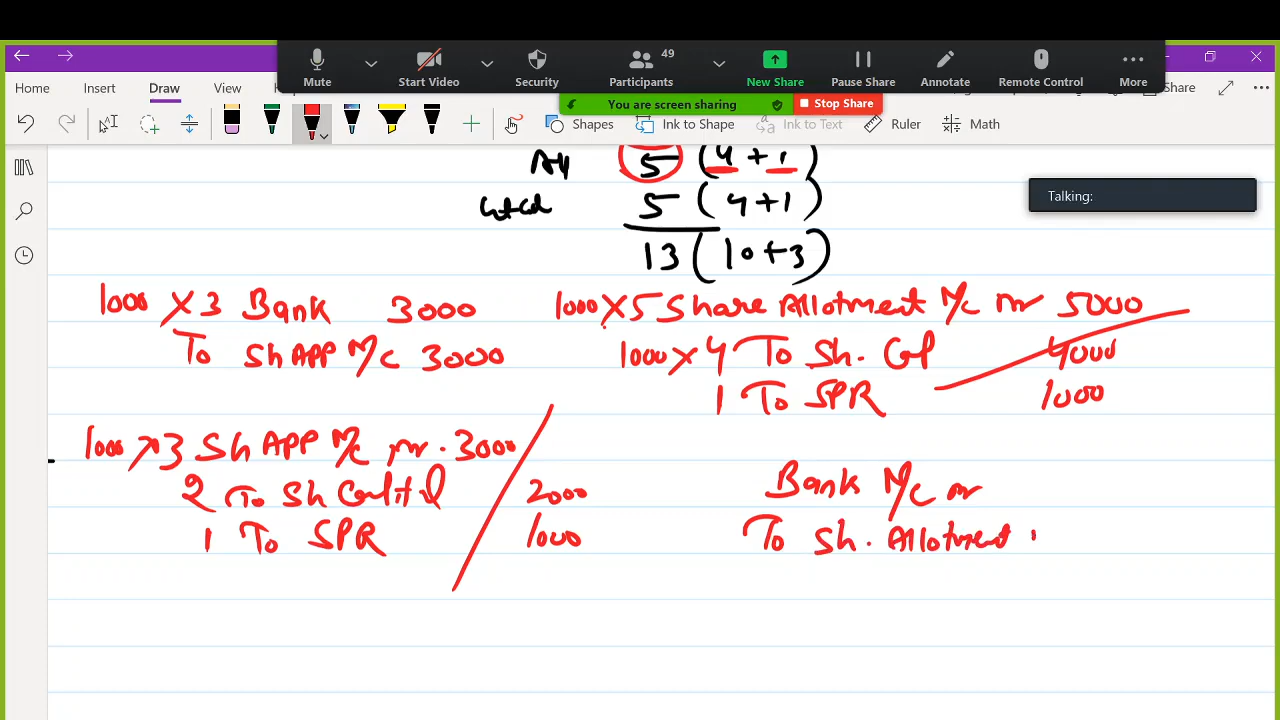 49
Mute
Start Video
Security
Participants
New Share
Pause Share
Annotate
Remote Control
More
You are screen sharing
Stop Share
Home
Insert
Draw
View
Share
Shapes
Ink to Shape
Ink to Text
Ruler
Math
Talking:
5 (4 + 1)
5 (4+1)
13 (10+3)
1000 X 3 Bank 3000
To Sh APP A/c 3000
1000 X 5 Share Allotment A/c Dr 5000
1000 X 4 To Sh. Cap 4000
1 To SPR 1000
1000 X 3 Sh APP A/c Dr. 3000
2 To Sh Capital 2000
1 To SPR 1000
Bank A/c Dr
To Sh. Allotment